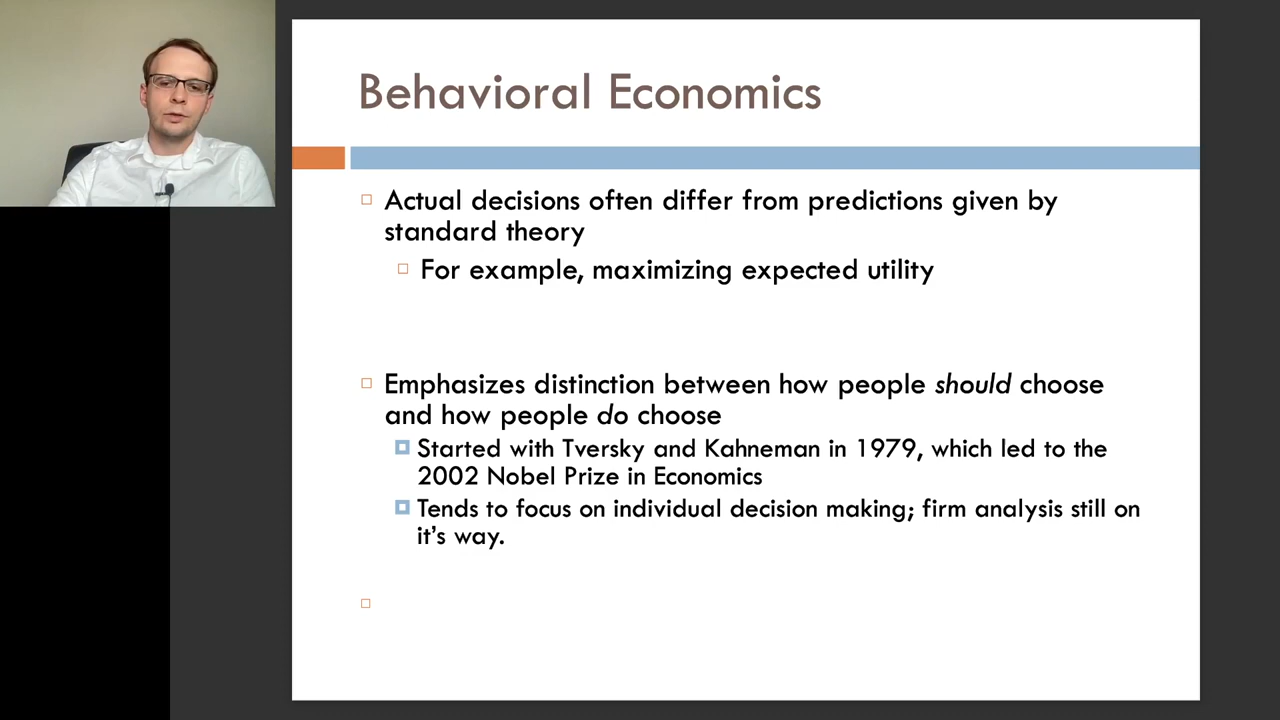 Behavioral Economics
Actual decisions often differ from predictions given by
standard theory
For example, maximizing expected utility
Emphasizes distinction between how people should choose
and how people do choose
Started with Tversky and Kahneman in 1979, which led to the
2002 Nobel Prize in Economics
Tends to focus on individual decision making; firm analysis still on
it’s way.